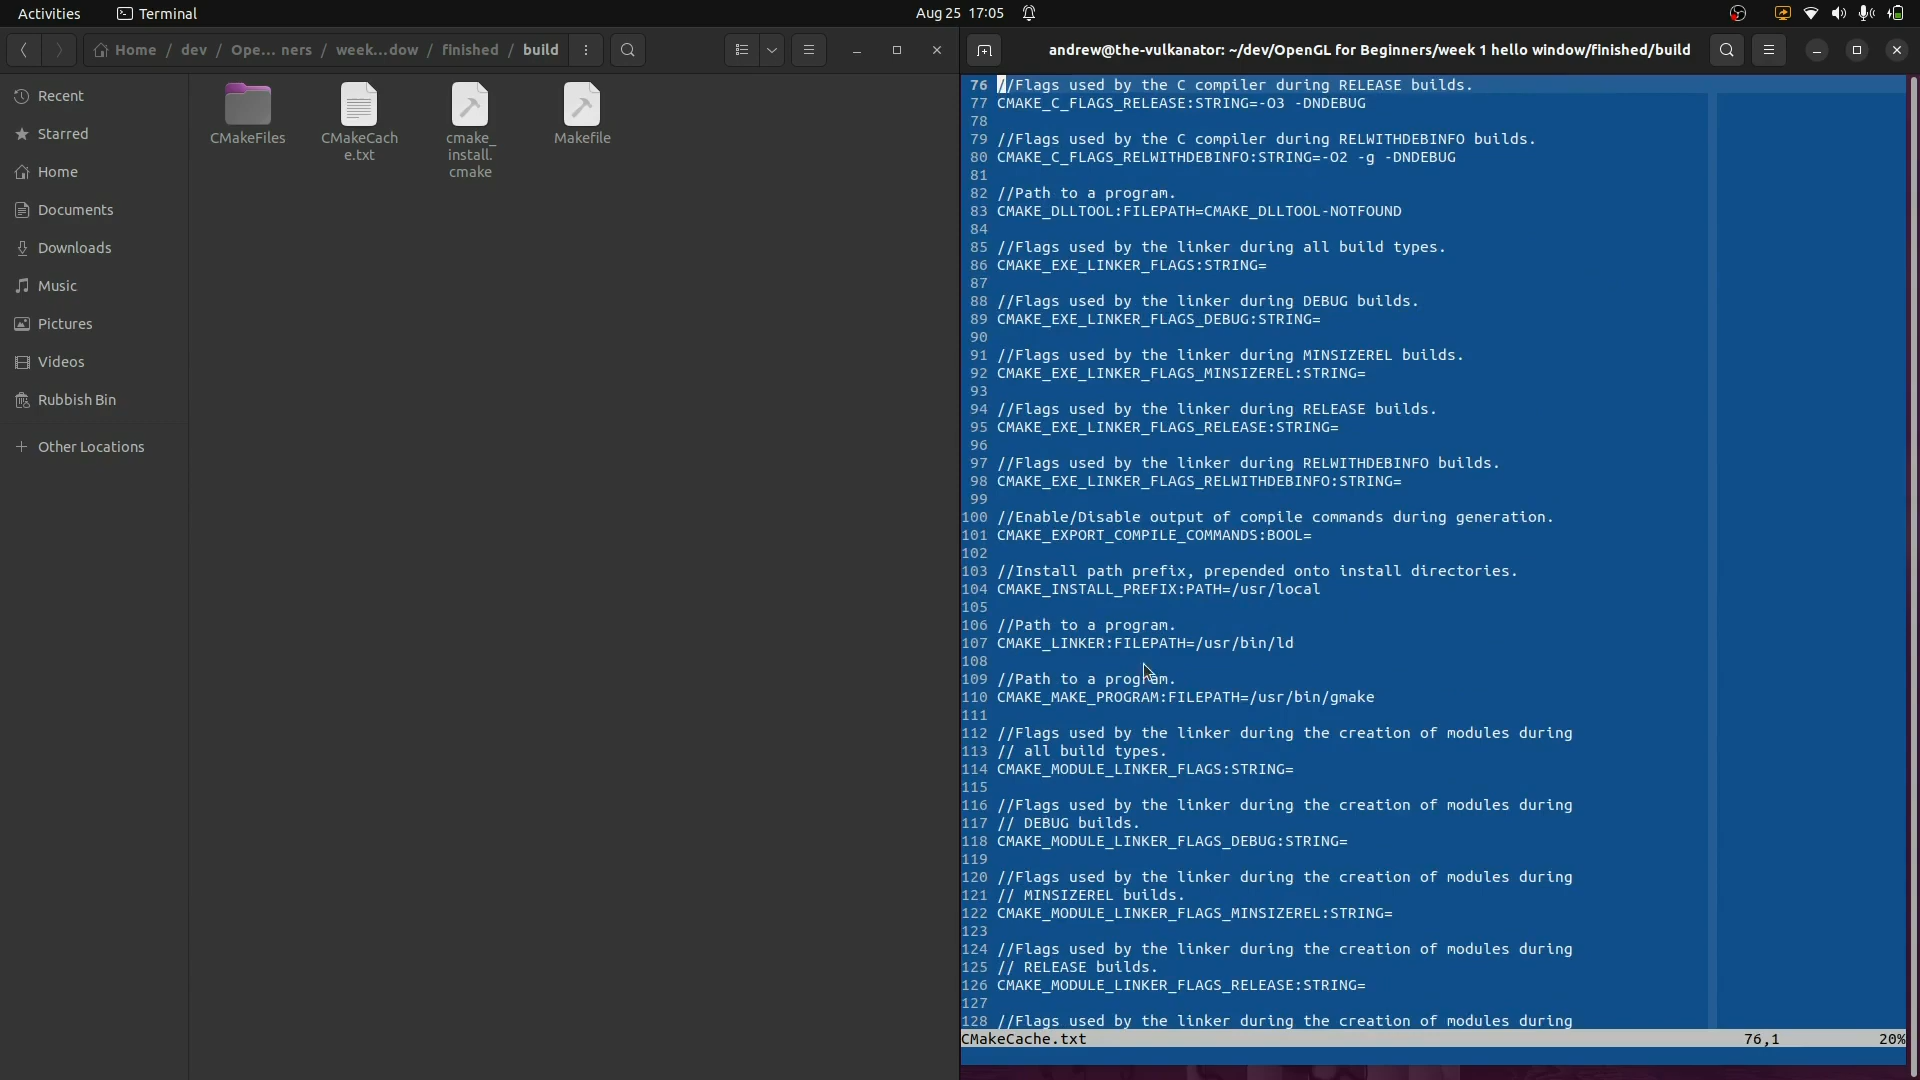 Activities
Terminal
Aug 25 17:05
Home / dev / Ope... ners / week...dow / finished / build
andrew@the-vulkanator: ~/dev/OpenGL for Beginners/week 1 hello window/finished/build
Recent
Starred
Home
Documents
Downloads
Music
Pictures
Videos
Rubbish Bin
Other Locations
CMakeFiles
CMakeCach
e.txt
cmake_
install.
cmake
Makefile
76 //Flags used by the C compiler during RELEASE builds.
77 CMAKE_C_FLAGS_RELEASE:STRING=-O3 -DNDEBUG
78
79 //Flags used by the C compiler during RELWITHDEBINFO builds.
80 CMAKE_C_FLAGS_RELWITHDEBINFO:STRING=-O2 -g -DNDEBUG
81
82 //Path to a program.
83 CMAKE_DLLTOOL:FILEPATH=CMAKE_DLLTOOL-NOTFOUND
84
85 //Flags used by the linker during all build types.
86 CMAKE_EXE_LINKER_FLAGS:STRING=
87
88 //Flags used by the linker during DEBUG builds.
89 CMAKE_EXE_LINKER_FLAGS_DEBUG:STRING=
90
91 //Flags used by the linker during MINSIZEREL builds.
92 CMAKE_EXE_LINKER_FLAGS_MINSIZEREL:STRING=
93
94 //Flags used by the linker during RELEASE builds.
95 CMAKE_EXE_LINKER_FLAGS_RELEASE:STRING=
96
97 //Flags used by the linker during RELWITHDEBINFO builds.
98 CMAKE_EXE_LINKER_FLAGS_RELWITHDEBINFO:STRING=
99
100 //Enable/Disable output of compile commands during generation.
101 CMAKE_EXPORT_COMPILE_COMMANDS:BOOL=
102
103 //Install path prefix, prepended onto install directories.
104 CMAKE_INSTALL_PREFIX:PATH=/usr/local
105
106 //Path to a program.
107 CMAKE_LINKER:FILEPATH=/usr/bin/ld
108
109 //Path to a program.
110 CMAKE_MAKE_PROGRAM:FILEPATH=/usr/bin/gmake
111
112 //Flags used by the linker during the creation of modules during
113 // all build types.
114 CMAKE_MODULE_LINKER_FLAGS:STRING=
115
116 //Flags used by the linker during the creation of modules during
117 // DEBUG builds.
118 CMAKE_MODULE_LINKER_FLAGS_DEBUG:STRING=
119
120 //Flags used by the linker during the creation of modules during
121 // MINSIZEREL builds.
122 CMAKE_MODULE_LINKER_FLAGS_MINSIZEREL:STRING=
123
124 //Flags used by the linker during the creation of modules during
125 // RELEASE builds.
126 CMAKE_MODULE_LINKER_FLAGS_RELEASE:STRING=
127
128 //Flags used by the linker during the creation of modules during
CMakeCache.txt 76,1 20%